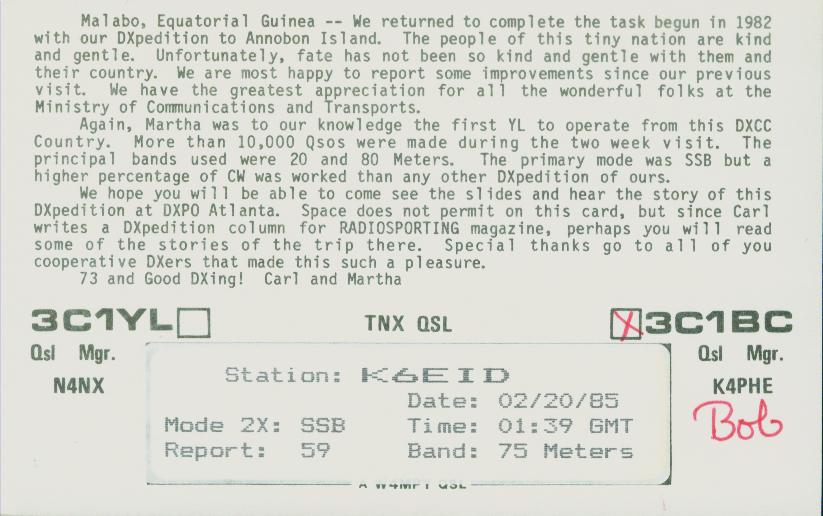 Malabo, Equatorial Guinea -- We returned to complete the task begun in 1982
with our DXpedition to Annobon Island. The people of this tiny nation are kind
and gentle. Unfortunately, fate has not been so kind and gentle with them and
their country. We are most happy to report some improvements since our previous
visit. We have the greatest appreciation for all the wonderful folks at the
Ministry of Communications and Transports.
Again, Martha was to our knowledge the first YL to operate from this DXCC
Country. More than 10,000 Qsos were made during the two week visit. The
principal bands used were 20 and 80 Meters. The primary mode was SSB but a
higher percentage of CW was worked than any other DXpedition of ours.
We hope you will be able to come see the slides and hear the story of this
DXpedition at DXPO Atlanta. Space does not permit on this card, but since Carl
writes a DXpedition column for RADIOSPORTING magazine, perhaps you will read
some of the stories of the trip there. Special thanks go to all of you
cooperative DXers that made this such a pleasure.
73 and Good DXing! Carl and Martha
3C1YL TNX QSL X 3C1BC
Qsl Mgr. Qsl Mgr.
N4NX K4PHE
Bob
Station: K6EID
Date: 02/20/85
Mode 2X: SSB Time: 01:39 GMT
Report: 59 Band: 75 Meters
A W4MPY QSL